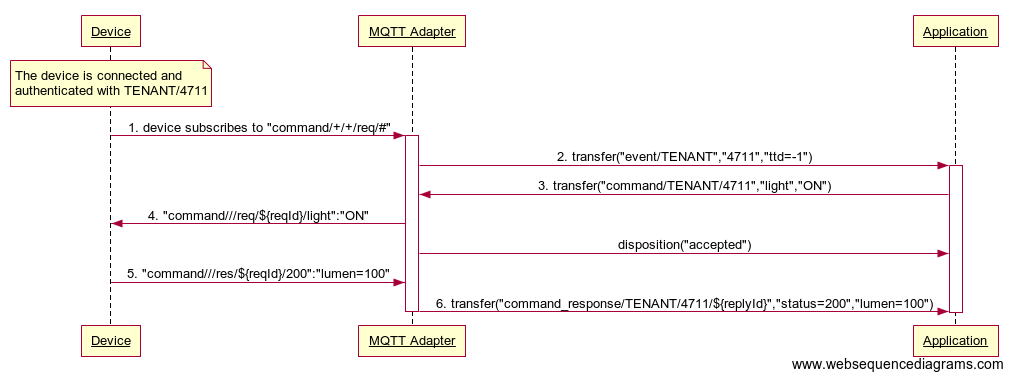 Device
MQTT Adapter
Application
The device is connected and
authenticated with TENANT/4711
1. device subscribes to "command/+/+/req/#"
2. transfer("event/TENANT","4711","ttd=-1")
3. transfer("command/TENANT/4711","light","ON")
4. "command///req/${reqId}/light":"ON"
disposition("accepted")
5. "command///res/${reqId}/200":"lumen=100"
6. transfer("command_response/TENANT/4711/${replyId}","status=200","lumen=100")
Device
MQTT Adapter
Application
www.websequencediagrams.com